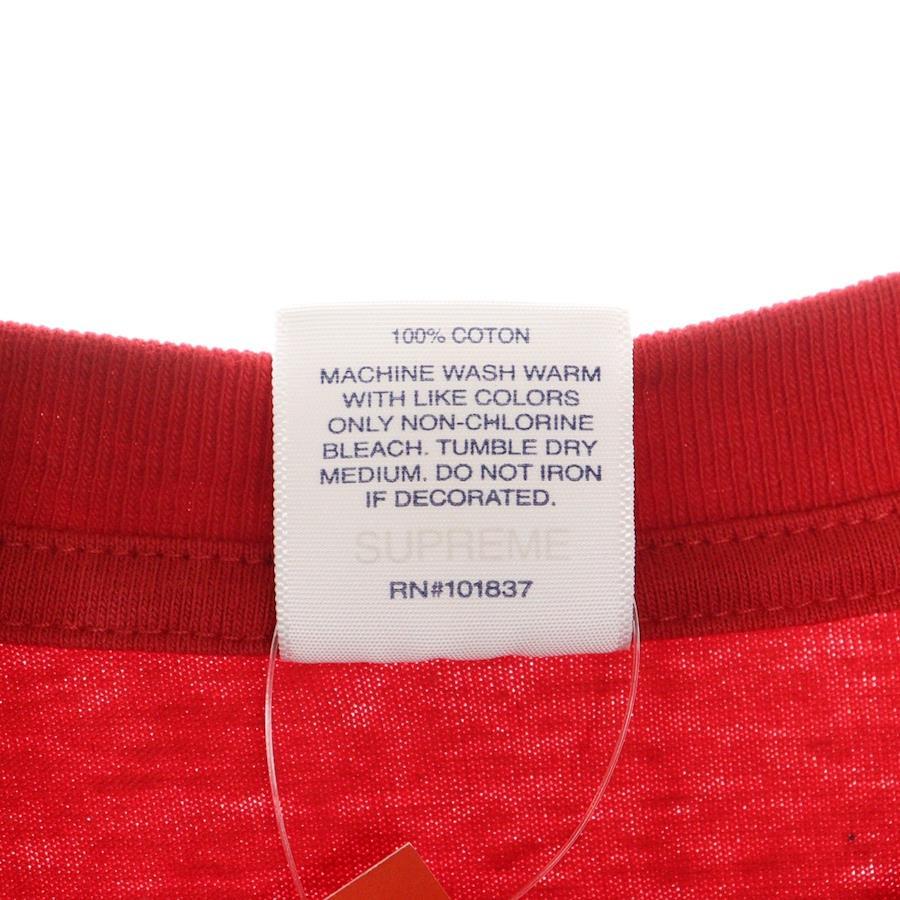 100% COTON
MACHINE WASH WARM
WITH LIKE COLORS
ONLY NON-CHLORINE
BLEACH. TUMBLE DRY
MEDIUM. DO NOT IRON
IF DECORATED.
SUPREME
RN#101837